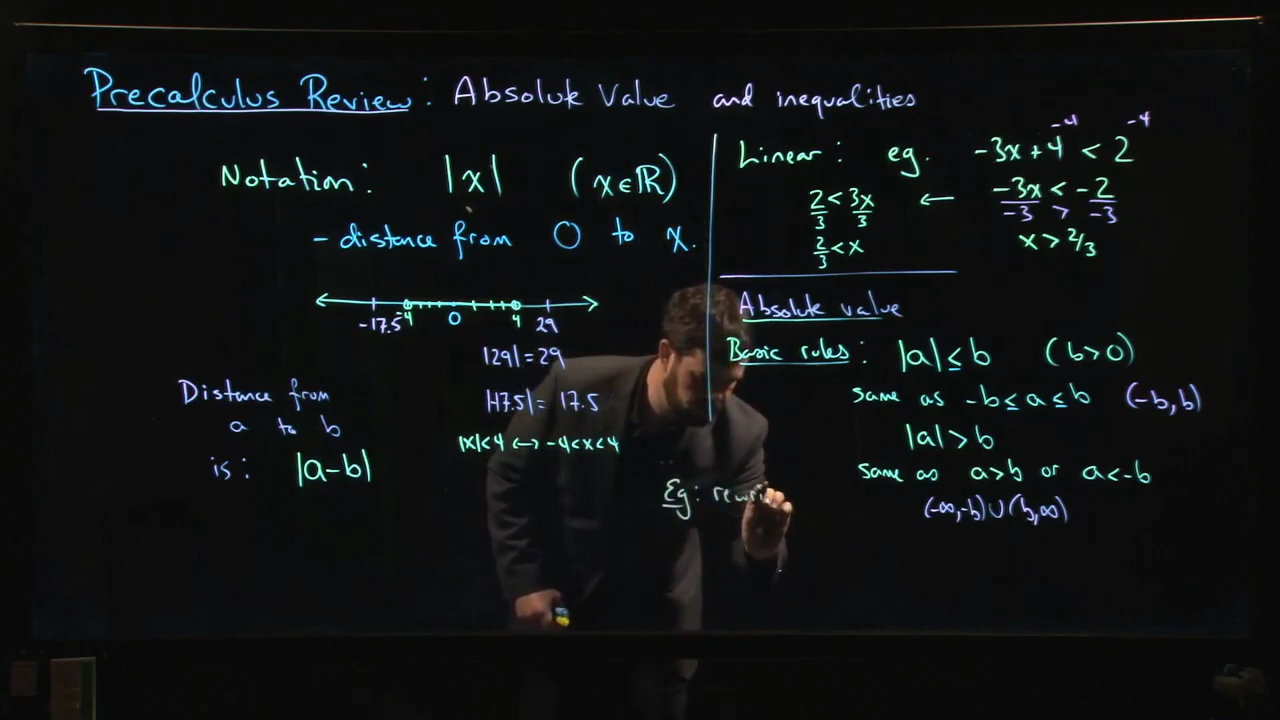 Precalculus Review: Absolute Value and inequalities
Notation: |x| (x∈ℝ)
- distance from 0 to x.
-17.5 -4 0 4 29
|29|=29
|-17.5|= 17.5
|x|<4 ↔ -4<x<4
Distance from
a to b
is: |a-b|
Linear: eg. -3x+4 < 2
-4 -4
-3x < -2
-3 > -3
x > 2/3
← 2 < 3x
3 3
2/3 < x
Absolute value
Basic rules: |a| ≤ b (b>0)
same as -b ≤ a ≤ b (-b, b)
|a| > b
same as a>b or a<-b
(-∞,-b)∪(b,∞)
Eg: rewri